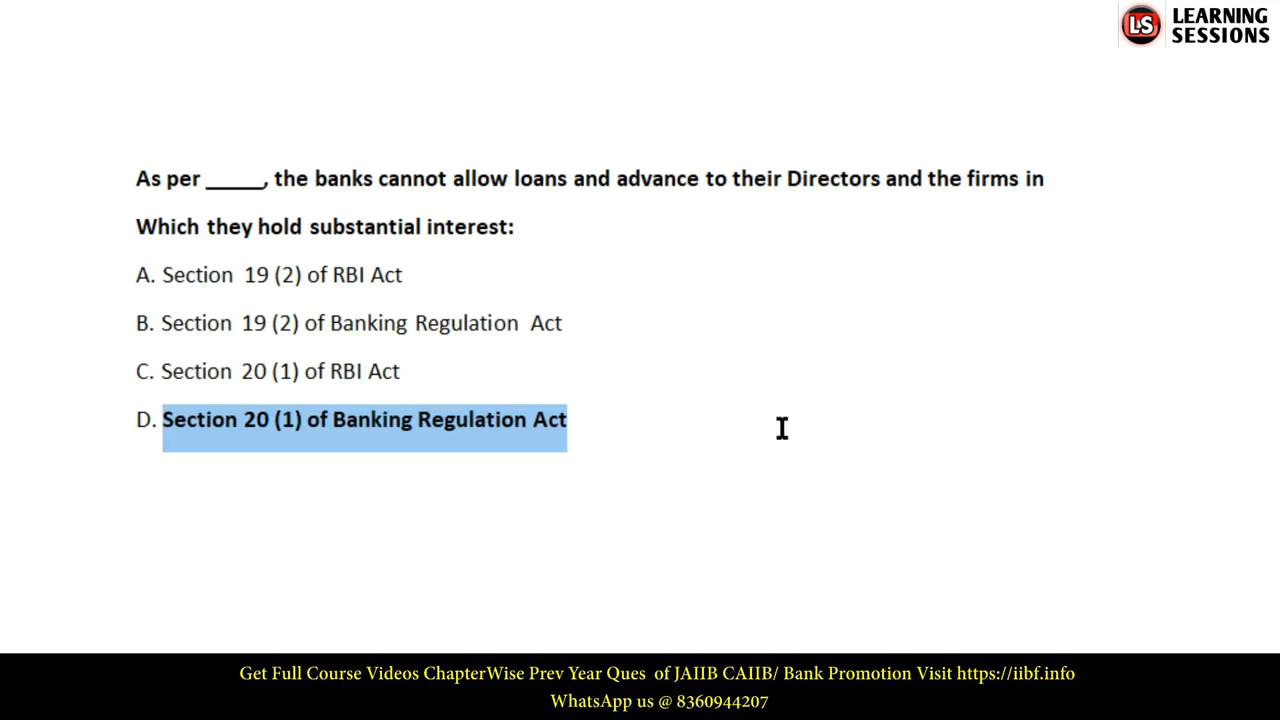 LS LEARNING
SESSIONS
As per _____, the banks cannot allow loans and advance to their Directors and the firms in
Which they hold substantial interest:
A. Section 19 (2) of RBI Act
B. Section 19 (2) of Banking Regulation Act
C. Section 20 (1) of RBI Act
D. Section 20 (1) of Banking Regulation Act
Get Full Course Videos ChapterWise Prev Year Ques of JAIIB CAIIB/ Bank Promotion Visit https://iibf.info
WhatsApp us @ 8360944207